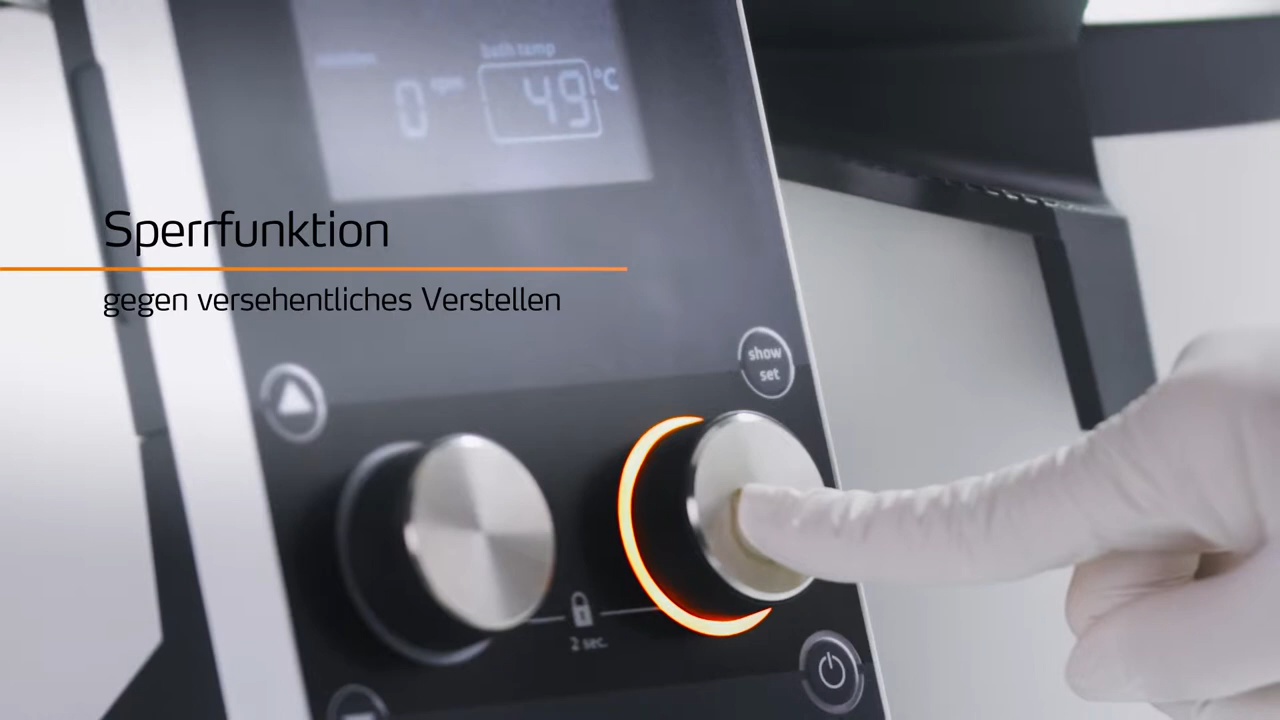 bath temp
0 rpm 49 °C
Sperrfunktion
gegen versehentliches Verstellen
show
set
2 sec.